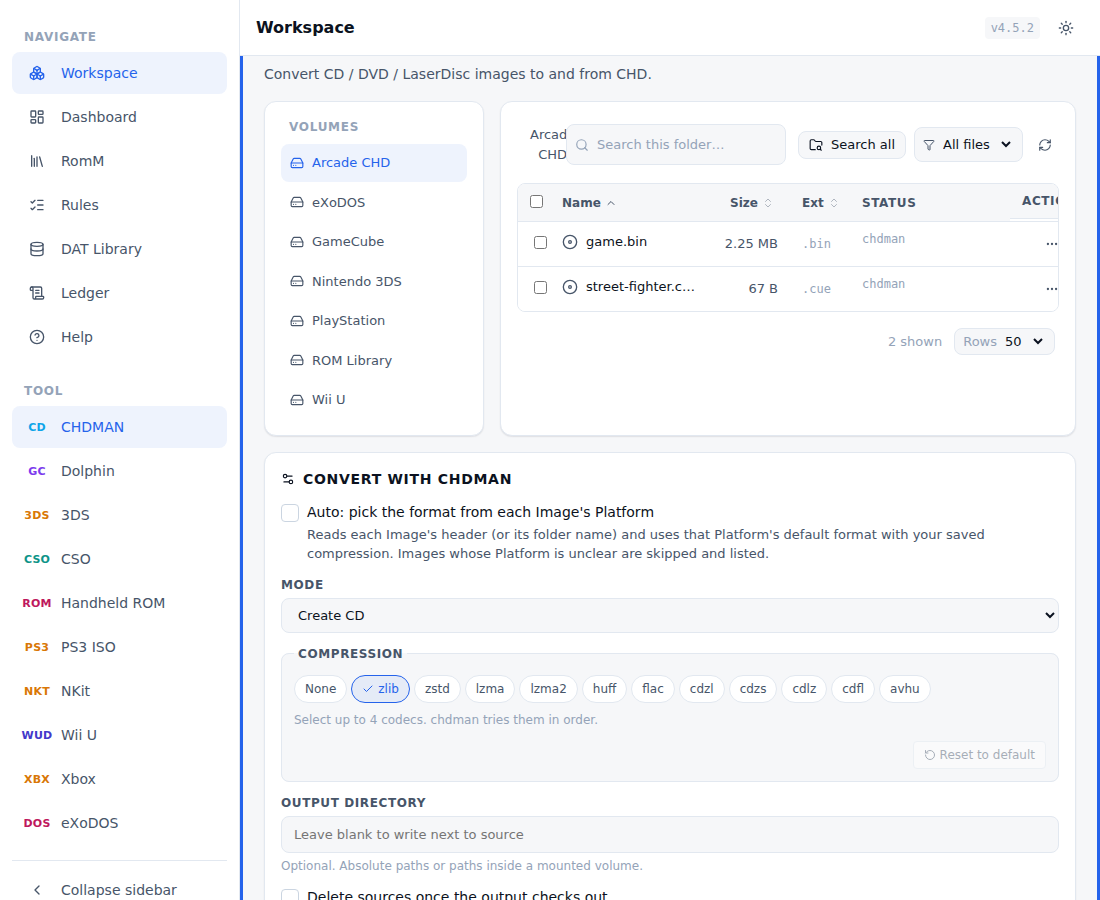 NAVIGATE
Workspace
Dashboard
RomM
Rules
DAT Library
Ledger
Help
TOOL
CD CHDMAN
GC Dolphin
3DS 3DS
CSO CSO
ROM Handheld ROM
PS3 PS3 ISO
NKT NKit
WUD Wii U
XBX Xbox
DOS eXoDOS
Collapse sidebar
Workspace
v4.5.2
Convert CD / DVD / LaserDisc images to and from CHD.
VOLUMES
Arcade CHD
eXoDOS
GameCube
Nintendo 3DS
PlayStation
ROM Library
Wii U
Arcad
CHD
Search this folder...
Search all
All files
Name Size Ext STATUS ACTIO
game.bin 2.25 MB .bin chdman ...
street-fighter.c... 67 B .cue chdman ...
2 shown Rows 50
CONVERT WITH CHDMAN
Auto: pick the format from each Image's Platform
Reads each Image's header (or its folder name) and uses that Platform's default format with your saved
compression. Images whose Platform is unclear are skipped and listed.
MODE
Create CD
COMPRESSION
None zlib zstd lzma lzma2 huff flac cdzl cdzs cdlz cdfl avhu
Select up to 4 codecs. chdman tries them in order.
Reset to default
OUTPUT DIRECTORY
Leave blank to write next to source
Optional. Absolute paths or paths inside a mounted volume.
Delete sources once the output checks out